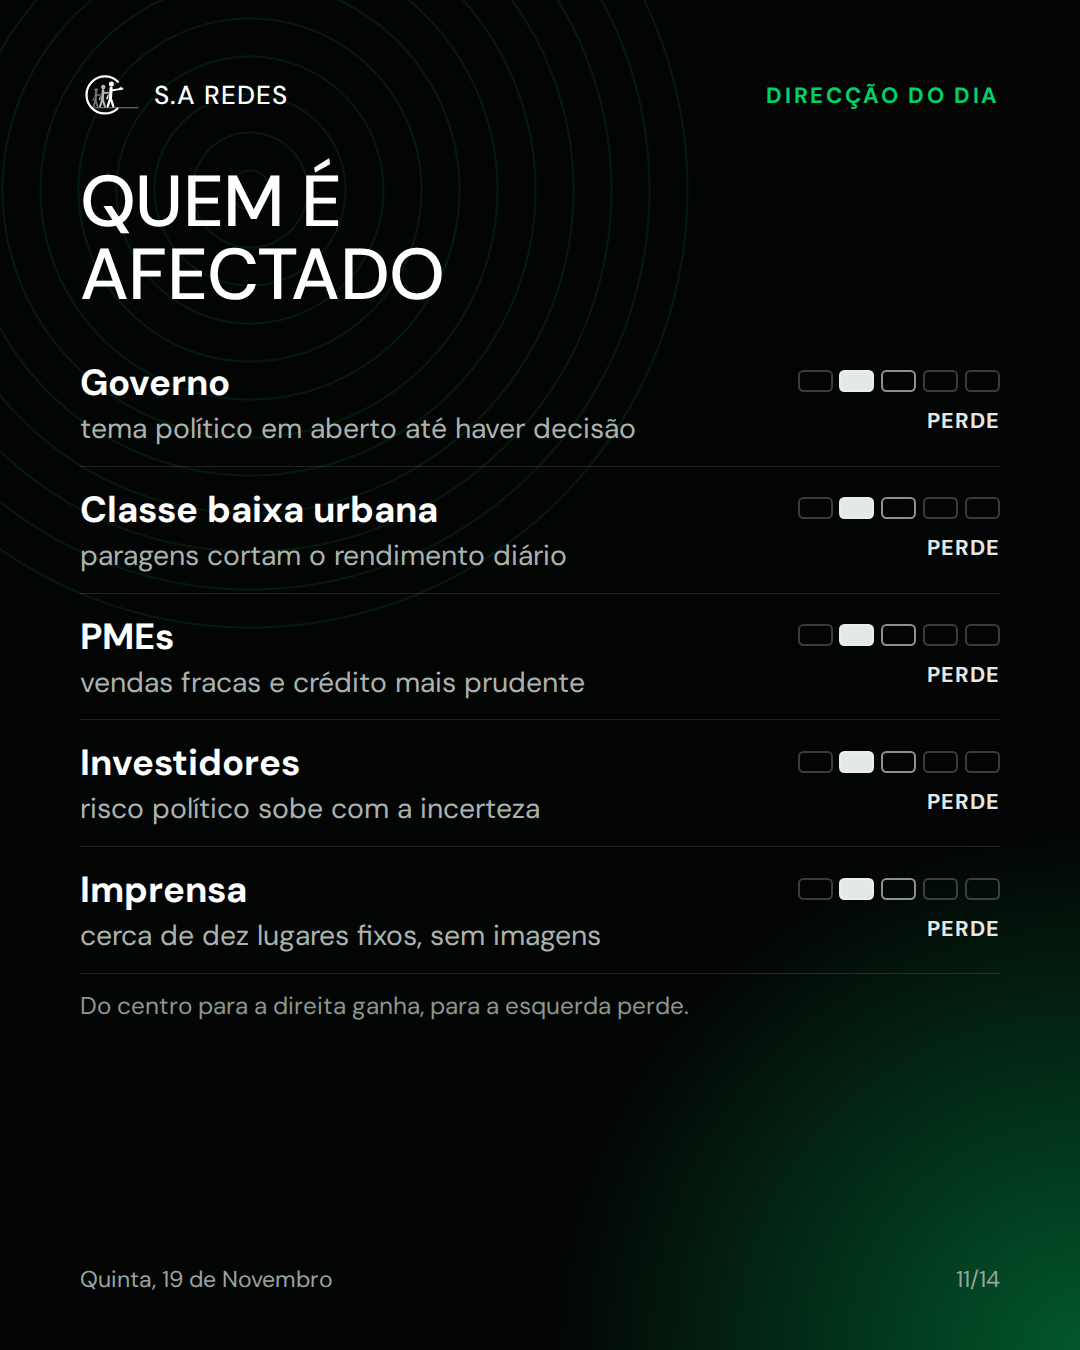 S.A REDES
DIRECÇÃO DO DIA
QUEM É
AFECTADO
Governo
tema político em aberto até haver decisão
PERDE
Classe baixa urbana
paragens cortam o rendimento diário
PERDE
PMEs
vendas fracas e crédito mais prudente
PERDE
Investidores
risco político sobe com a incerteza
PERDE
Imprensa
cerca de dez lugares fixos, sem imagens
PERDE
Do centro para a direita ganha, para a esquerda perde.
Quinta, 19 de Novembro
11/14